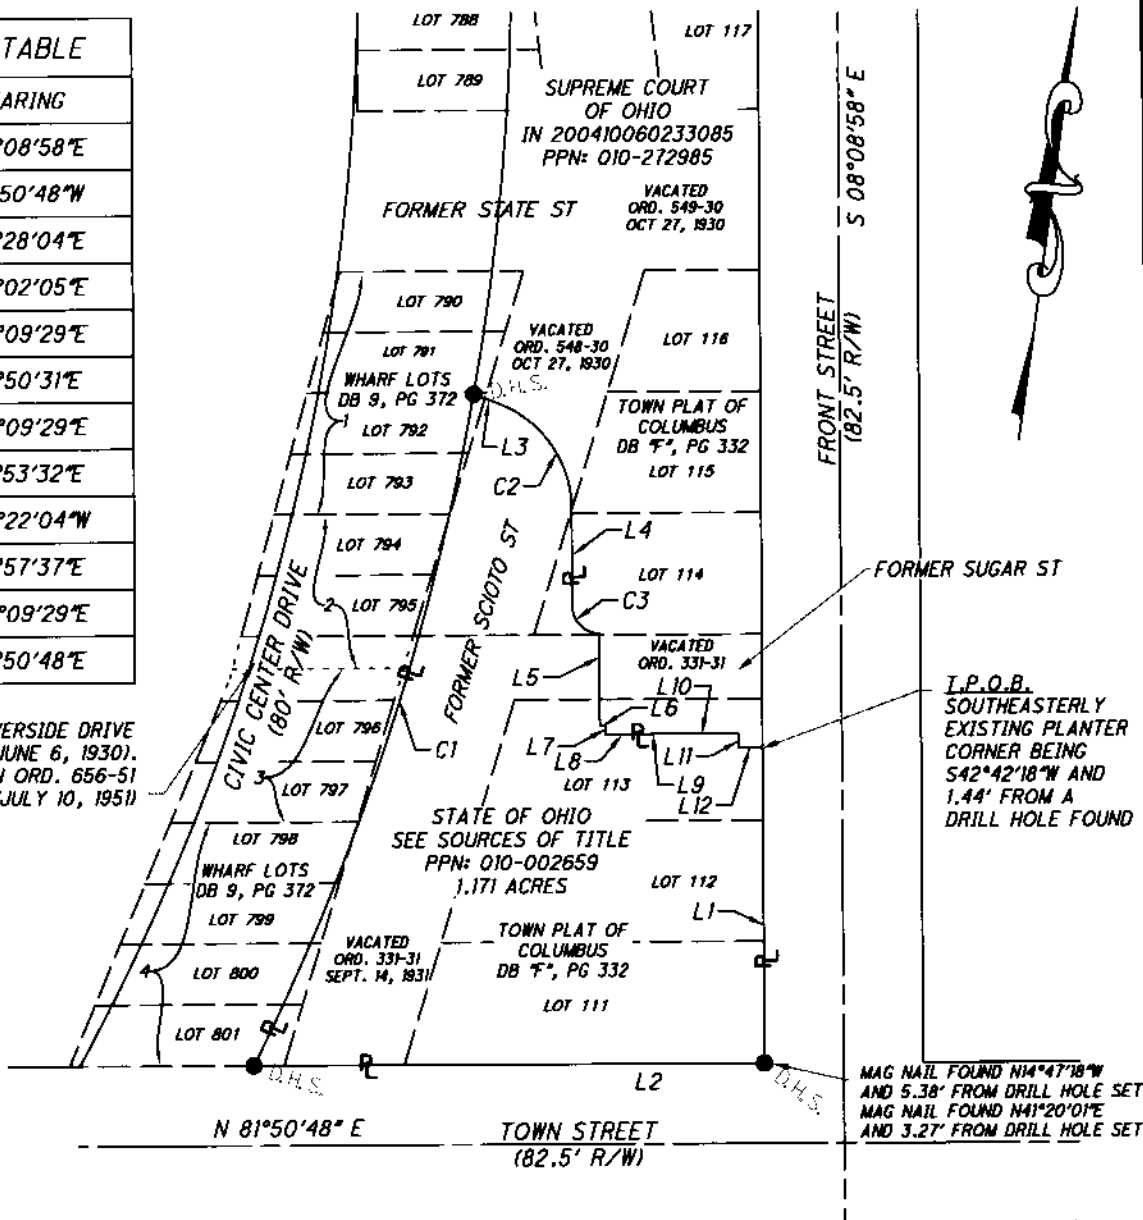 TABLE
ARING
°08'58"E
50'48"W
°28'04"E
°02'05"E
°09'29"E
°50'31"E
°09'29"E
°53'32"E
°22'04"W
°57'37"E
°09'29"E
°50'48"E
LOT 788
LOT 789
LOT 117
SUPREME COURT
OF OHIO
IN 200410060233085
PPN: 010-272985
FORMER STATE ST
VACATED
ORD. 549-30
OCT 27, 1930
S 08°08'58" E
FRONT STREET
(82.5' R/W)
LOT 790
LOT 791
WHARF LOTS
DB 9, PG 372
LOT 792
LOT 793
LOT 794
LOT 795
LOT 796
LOT 797
LOT 798
WHARF LOTS
DB 9, PG 372
LOT 799
LOT 800
LOT 801
1
2
3
4
VACATED
ORD. 548-30
OCT 27, 1930
D.H.S.
LOT 116
TOWN PLAT OF
COLUMBUS
DB "F", PG 332
LOT 115
L3
C2
L4
LOT 114
C3
FORMER SCIOTO ST
CIVIC CENTER DRIVE
(80' R/W)
FORMER SUGAR ST
VACATED
ORD. 331-31
L5
L10
L6
L7
L8
L11
L9
L12
LOT 113
C1
T.P.O.B.
SOUTHEASTERLY
EXISTING PLANTER
CORNER BEING
S42°42'18"W AND
1.44' FROM A
DRILL HOLE FOUND
VERSIDE DRIVE
JUNE 6, 1930).
ORD. 656-51
JULY 10, 1951)
STATE OF OHIO
SEE SOURCES OF TITLE
PPN: 010-002659
1.171 ACRES
LOT 112
L1
VACATED
ORD. 331-31
SEPT. 14, 1931
TOWN PLAT OF
COLUMBUS
DB "F", PG 332
LOT 111
PL
PL
PL
PL
PL
PL
D.H.S.
L2
D.H.S.
MAG NAIL FOUND N14°47'18"W
AND 5.38' FROM DRILL HOLE SET
MAG NAIL FOUND N41°20'01"E
AND 3.27' FROM DRILL HOLE SET
N 81°50'48" E
TOWN STREET
(82.5' R/W)